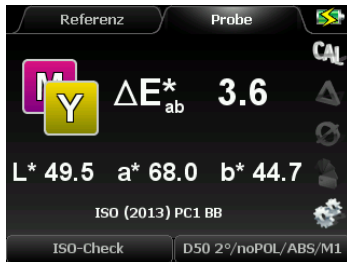 Referenz
Probe
CAL
M
Y
ΔE*ab 3.6
L* 49.5 a* 68.0 b* 44.7
ISO (2013) PC1 BB
ISO-Check
D50 2°/noPOL/ABS/M1